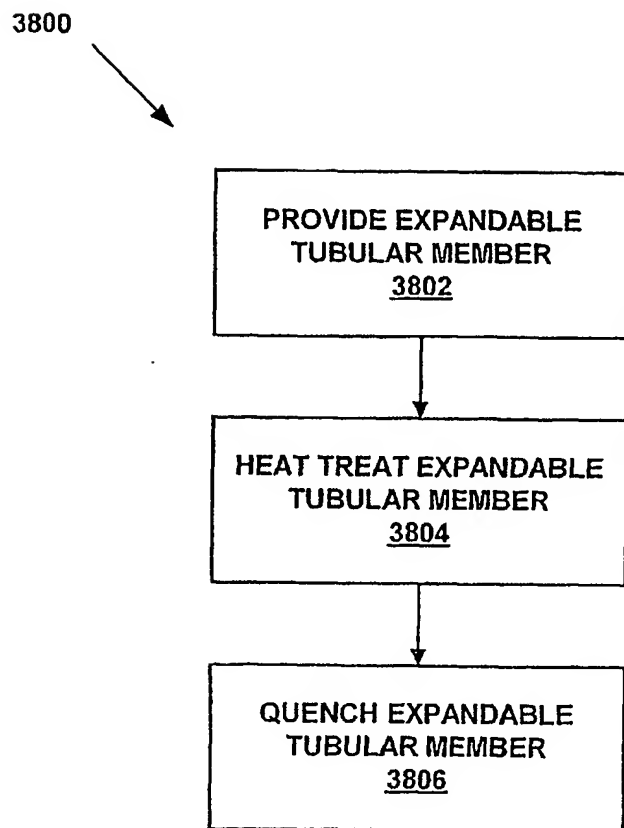 3800
PROVIDE EXPANDABLE
TUBULAR MEMBER
3802
HEAT TREAT EXPANDABLE
TUBULAR MEMBER
3804
QUENCH EXPANDABLE
TUBULAR MEMBER
3806